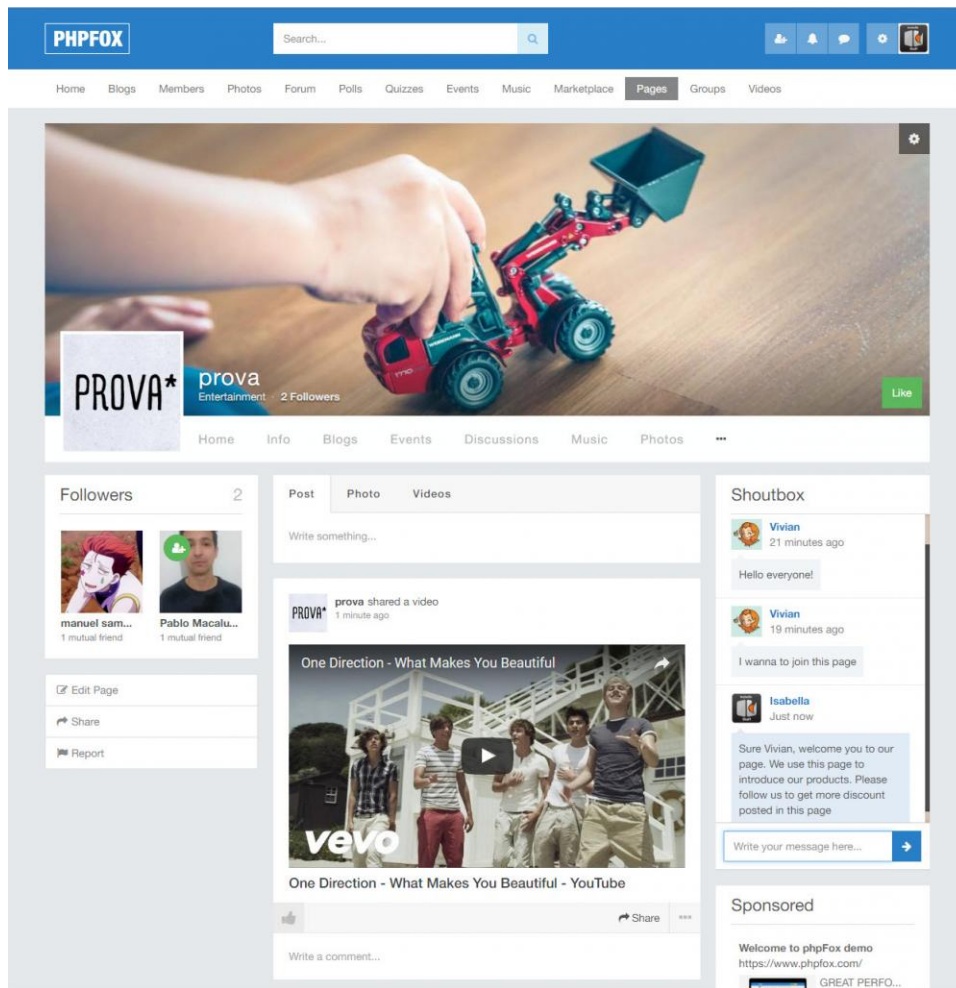 PHPFOX
Search...
Home Blogs Members Photos Forum Polls Quizzes Events Music Marketplace Pages Groups Videos
PROVA*
prova
Entertainment · 2 Followers
Like
Home Info Blogs Events Discussions Music Photos
Followers 2
manuel sam...
1 mutual friend
Pablo Macalu...
1 mutual friend
Edit Page
Share
Report
Post Photo Videos
Write something...
PROVA*
prova shared a video
1 minute ago
One Direction - What Makes You Beautiful
vevo
One Direction - What Makes You Beautiful - YouTube
Share
Write a comment...
Shoutbox
Vivian
21 minutes ago
Hello everyone!
Vivian
19 minutes ago
I wanna to join this page
Isabella
Just now
Sure Vivian, welcome you to our
page. We use this page to
introduce our products. Please
follow us to get more discount
posted in this page
Write your message here...
Sponsored
Welcome to phpFox demo
https://www.phpfox.com/
GREAT PERFO...